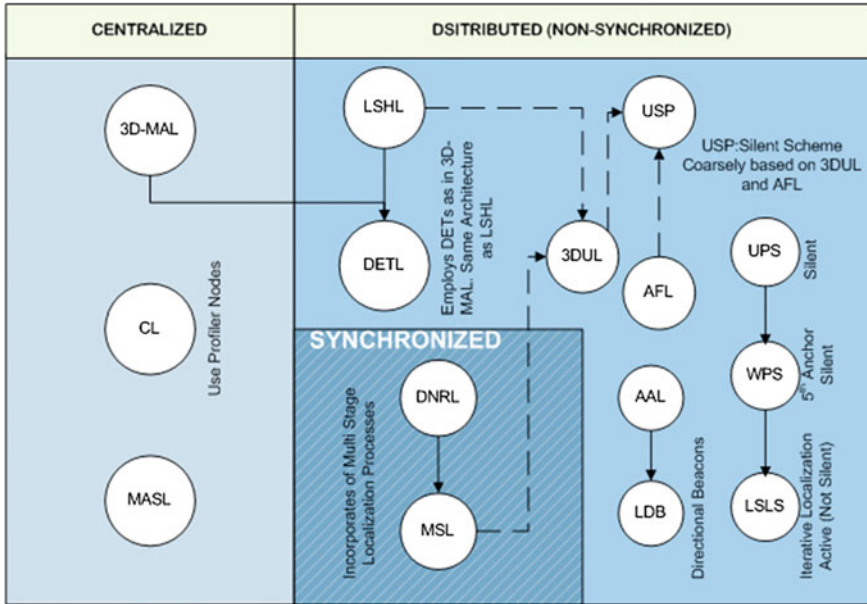 CENTRALIZED
DSITRIBUTED (NON-SYNCHRONIZED)
3D-MAL
CL
MASL
Use Profiler Nodes
LSHL
DETL
Employs DETs as in 3D-
MAL. Same Architecture
as LSHL
3DUL
USP
USP:Silent Scheme
Coarsely based on 3DUL
and AFL
AFL
UPS
Silent
WPS
5th Anchor
Silent
LSLS
Iterative Localization
Active (Not Silent)
AAL
LDB
Directional Beacons
SYNCHRONIZED
DNRL
MSL
Incorporates of Multi Stage
Localization Processes